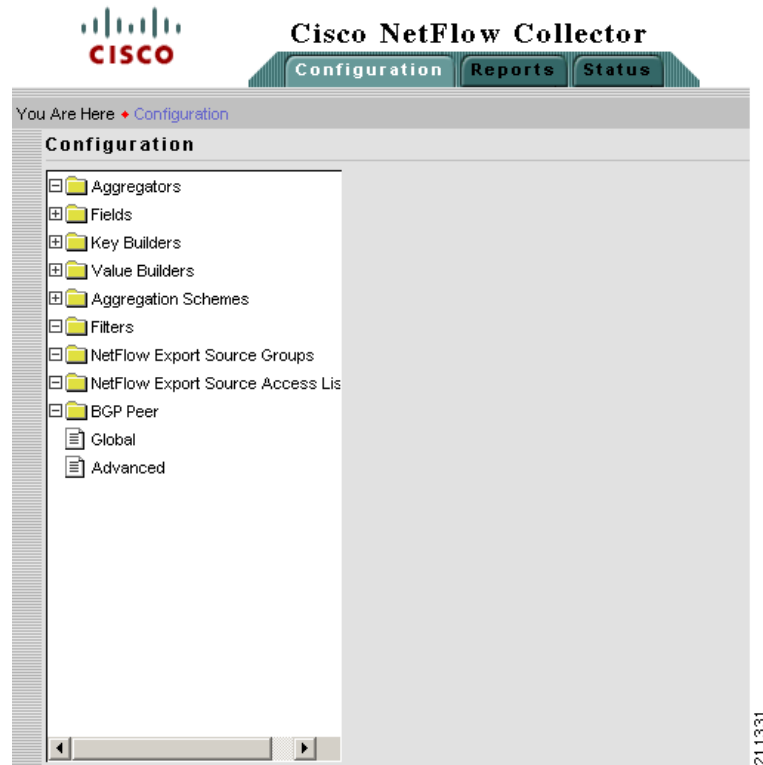 CISCO
Cisco NetFlow Collector
Configuration Reports Status
You Are Here Configuration
Configuration
Aggregators
Fields
Key Builders
Value Builders
Aggregation Schemes
Filters
NetFlow Export Source Groups
NetFlow Export Source Access Lis
BGP Peer
Global
Advanced
211331